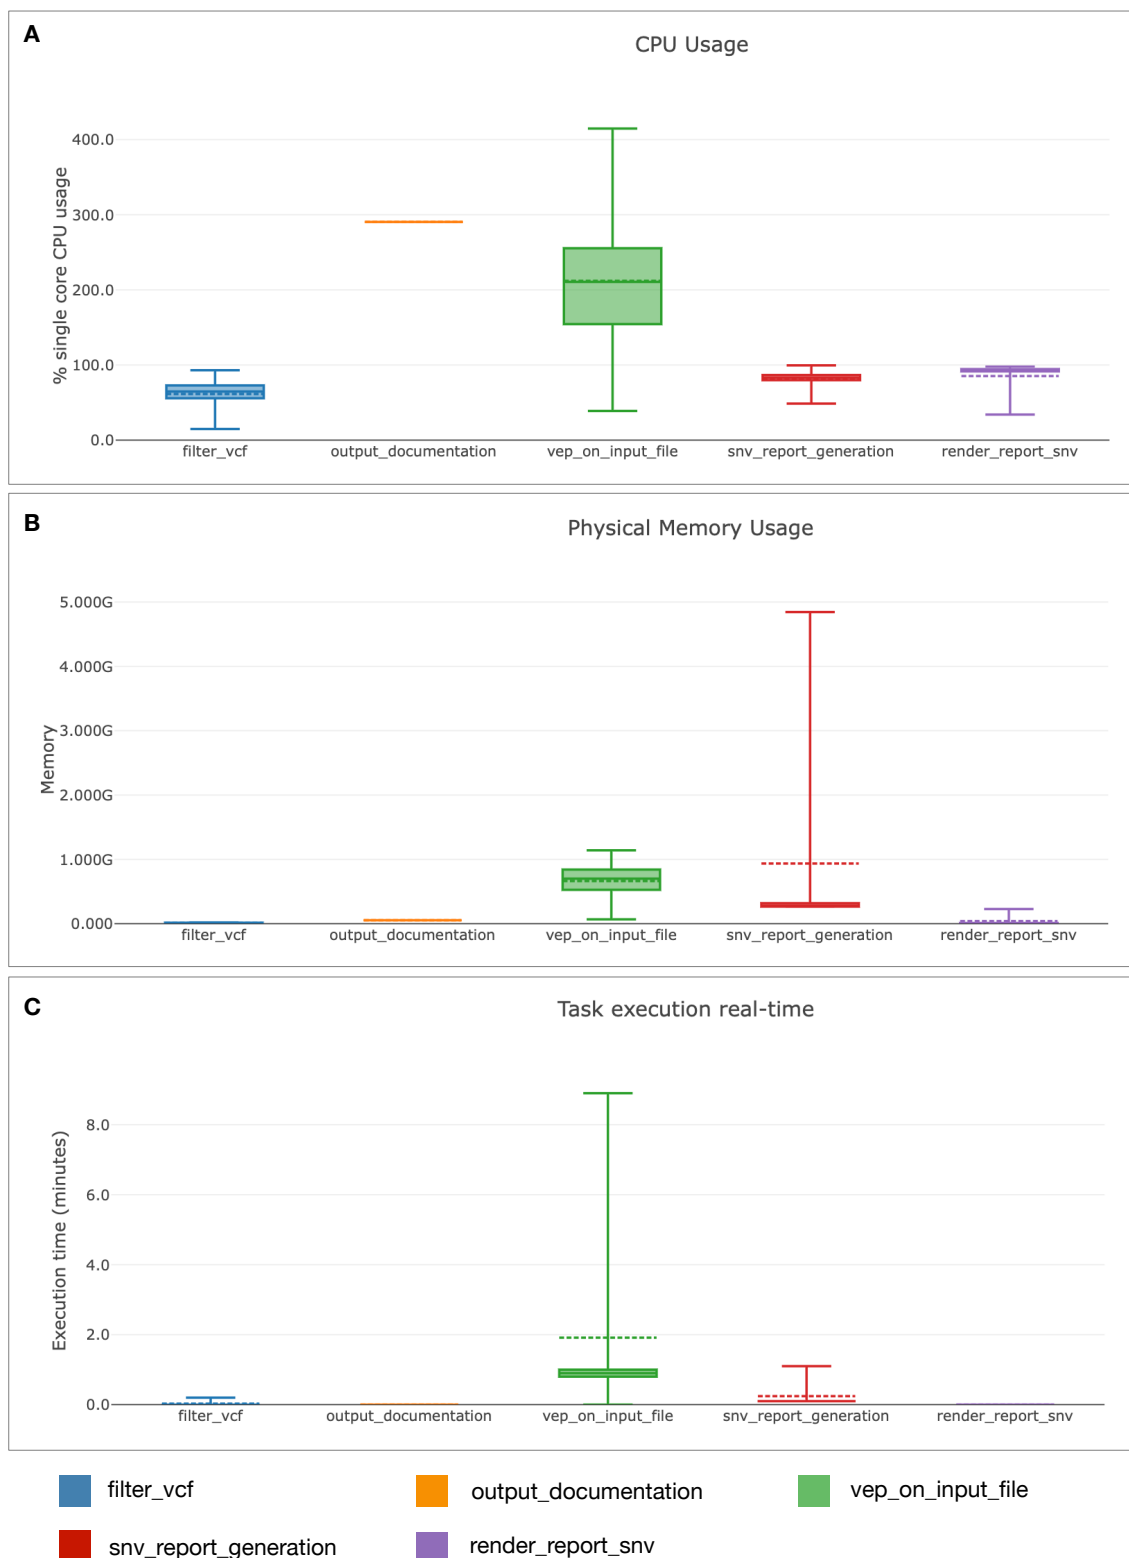 A
CPU Usage
% single core CPU usage
400.0
300.0
200.0
100.0
0.0
filter_vcf output_documentation vep_on_input_file snv_report_generation render_report_snv
B
Physical Memory Usage
Memory
5.000G
4.000G
3.000G
2.000G
1.000G
0.000
filter_vcf output_documentation vep_on_input_file snv_report_generation render_report_snv
C
Task execution real-time
Execution time (minutes)
8.0
6.0
4.0
2.0
0.0
filter_vcf output_documentation vep_on_input_file snv_report_generation render_report_snv
filter_vcf output_documentation vep_on_input_file
snv_report_generation render_report_snv